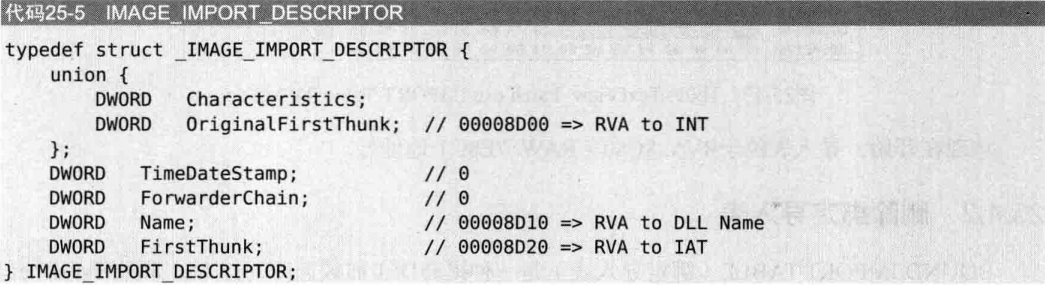 代码25-5 IMAGE_IMPORT_DESCRIPTOR
typedef struct _IMAGE_IMPORT_DESCRIPTOR {
    union {
        DWORD   Characteristics;
        DWORD   OriginalFirstThunk;  // 00008D00 => RVA to INT
    };
    DWORD   TimeDateStamp;           // 0
    DWORD   ForwarderChain;          // 0
    DWORD   Name;                    // 00008D10 => RVA to DLL Name
    DWORD   FirstThunk;              // 00008D20 => RVA to IAT
} IMAGE_IMPORT_DESCRIPTOR;